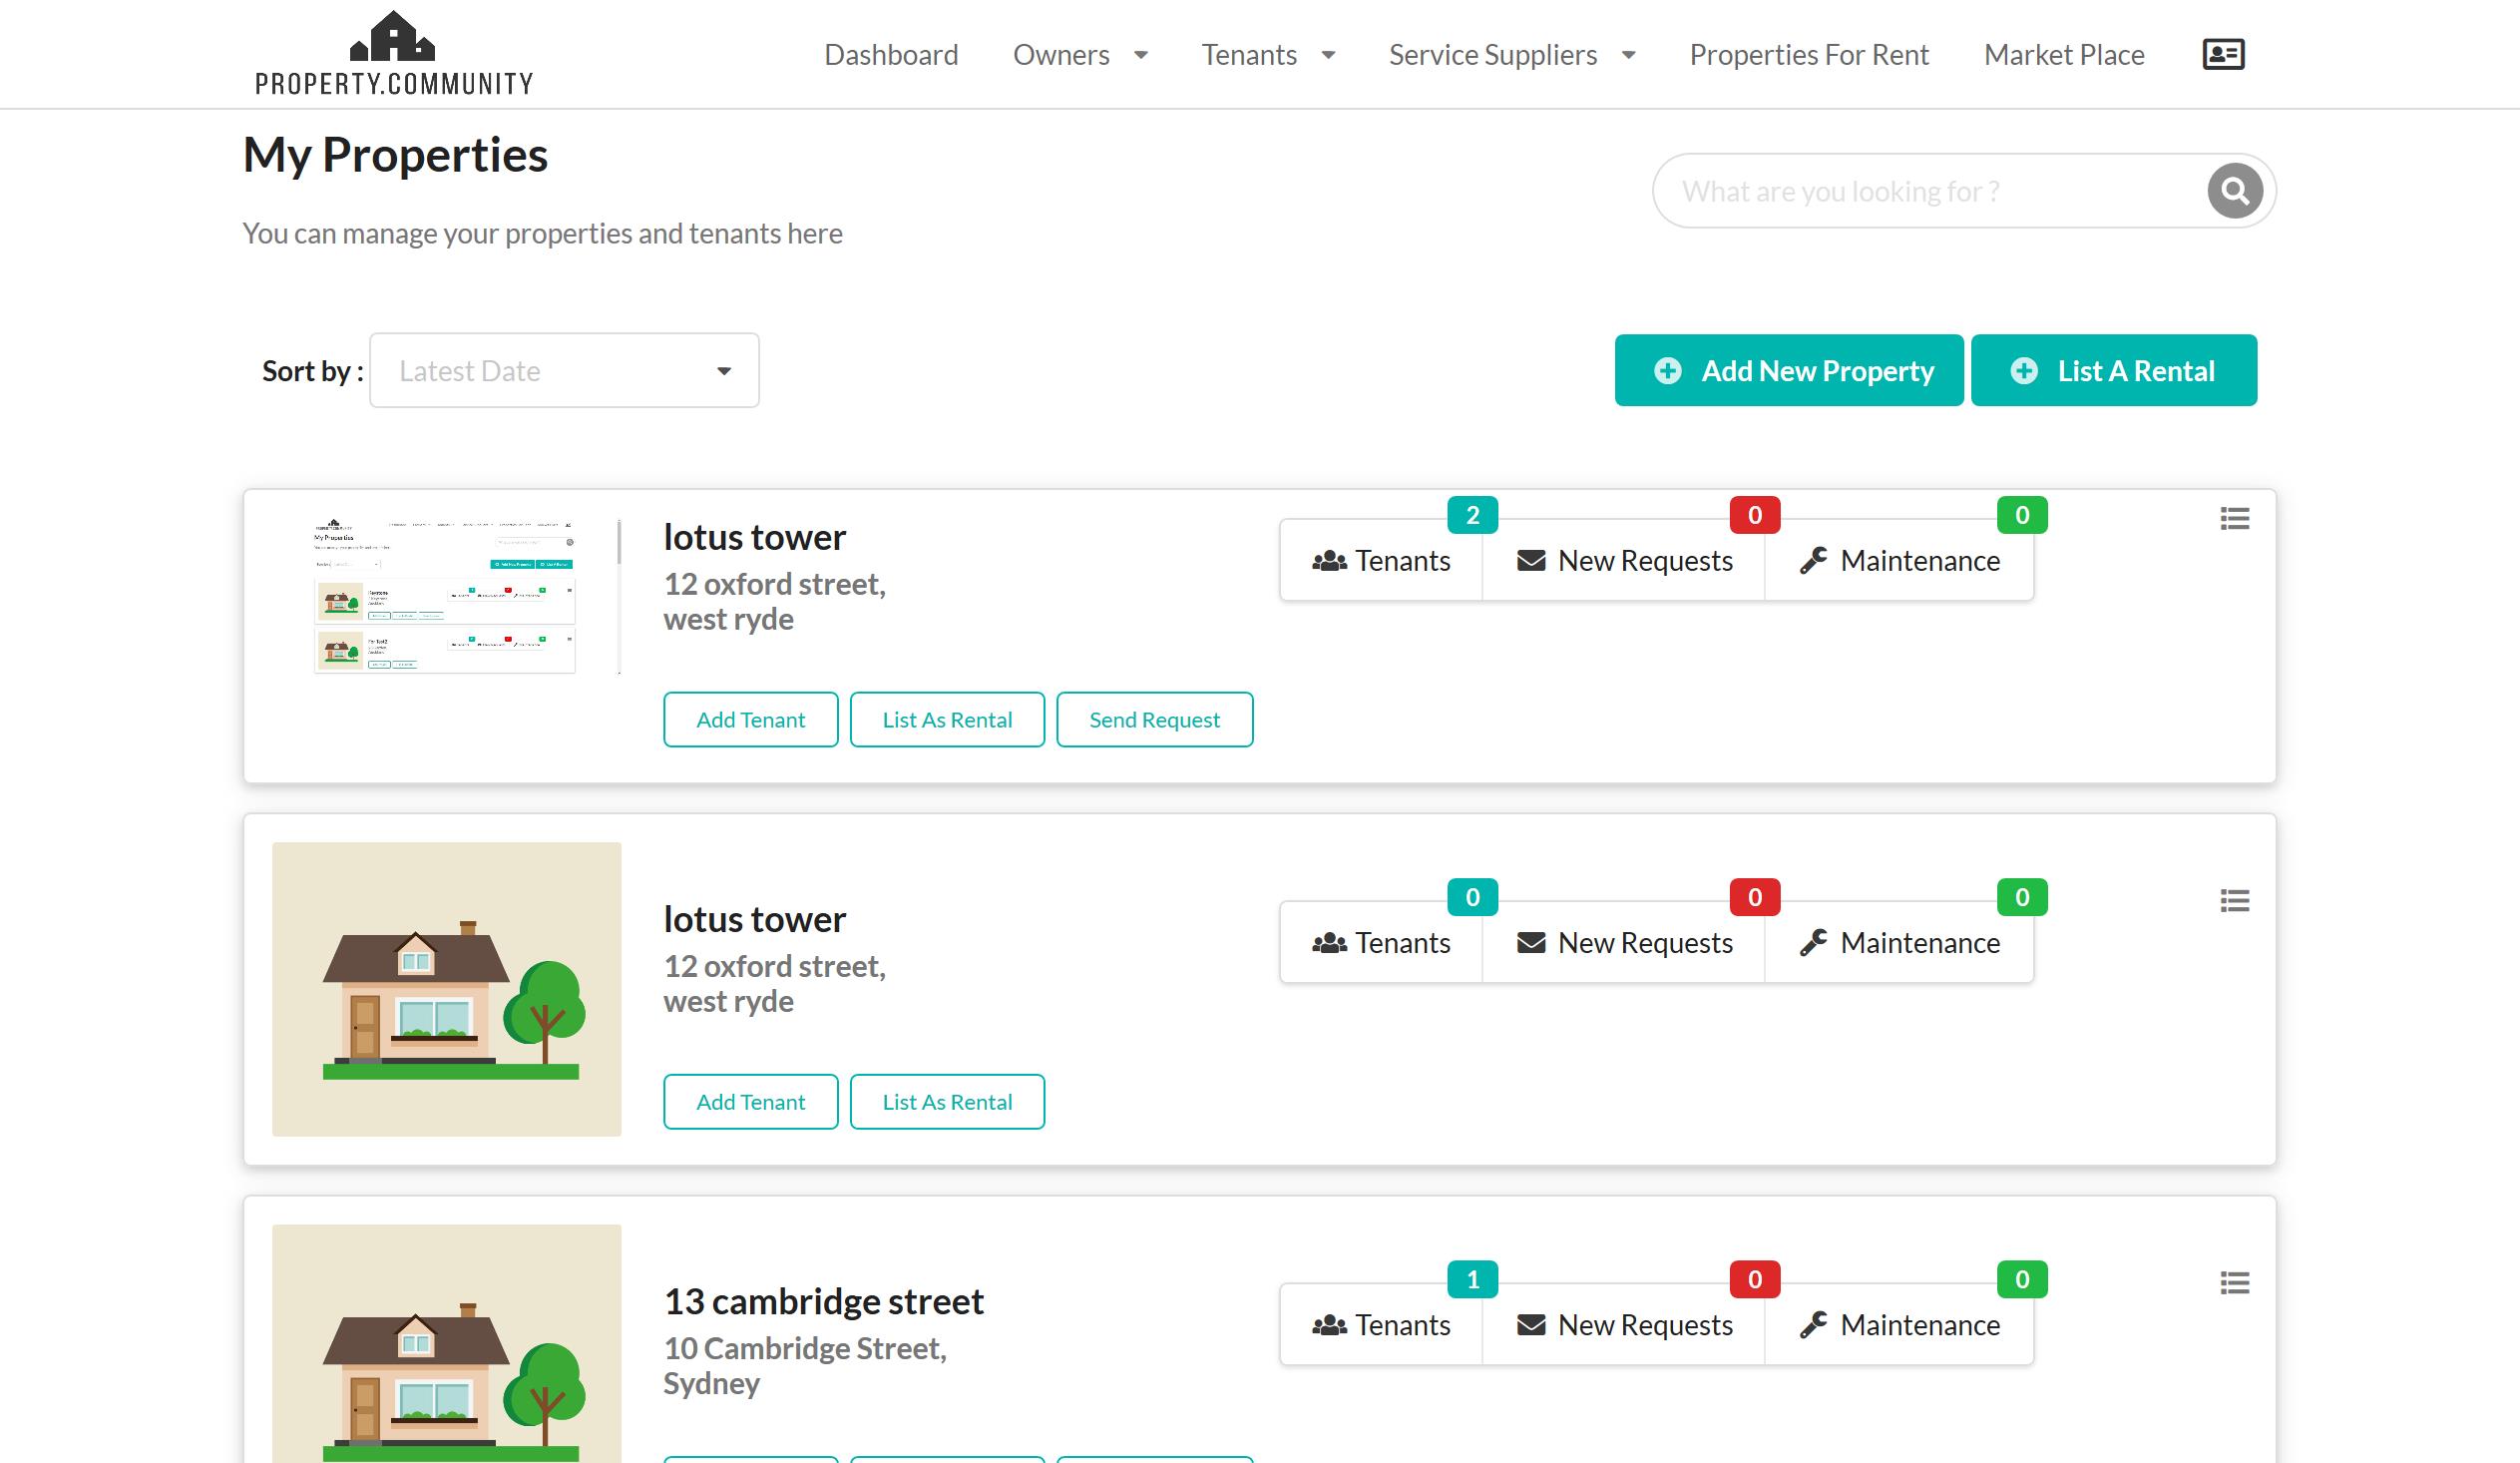 PROPERTY.COMMUNITY
Dashboard Owners Tenants Service Suppliers Properties For Rent Market Place
My Properties
What are you looking for ?
You can manage your properties and tenants here
Sort by : Latest Date
Add New Property List A Rental
lotus tower
12 oxford street,
west ryde
2 0 0
Tenants New Requests Maintenance
Add Tenant List As Rental Send Request
lotus tower
12 oxford street,
west ryde
0 0 0
Tenants New Requests Maintenance
Add Tenant List As Rental
13 cambridge street
10 Cambridge Street,
Sydney
1 0 0
Tenants New Requests Maintenance
My Properties